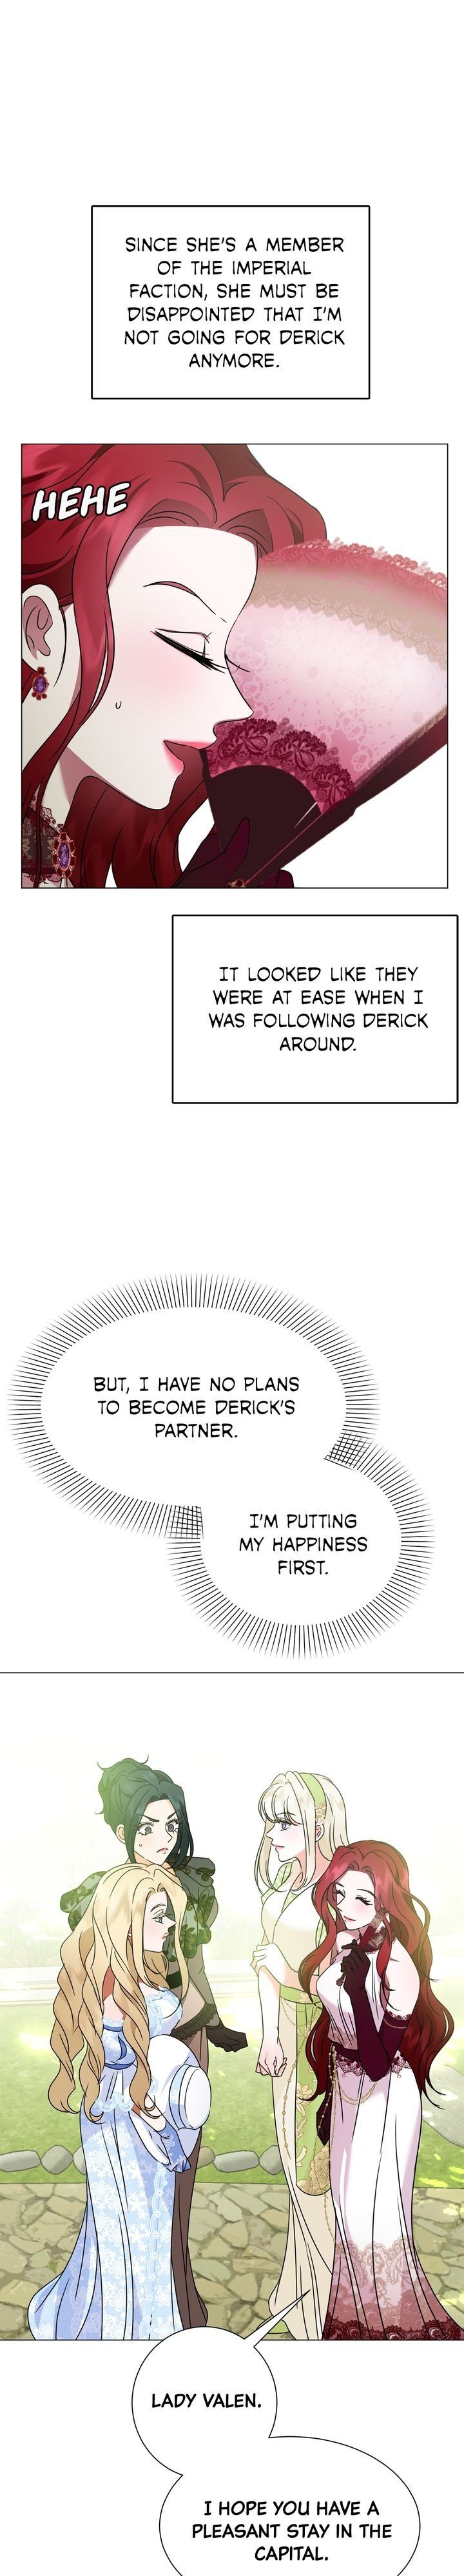 SINCE SHE'S A MEMBER
OF THE IMPERIAL
FACTION, SHE MUST BE
DISAPPOINTED THAT I'M
NOT GOING FOR DERICK
ANYMORE.
HEHE
IT LOOKED LIKE THEY
WERE AT EASE WHEN I
WAS FOLLOWING DERICK
AROUND.
BUT, I HAVE NO PLANS
TO BECOME DERICK'S
PARTNER.
I'M PUTTING
MY HAPPINESS
FIRST.
LADY VALEN.
I HOPE YOU HAVE A
PLEASANT STAY IN THE
CAPITAL.